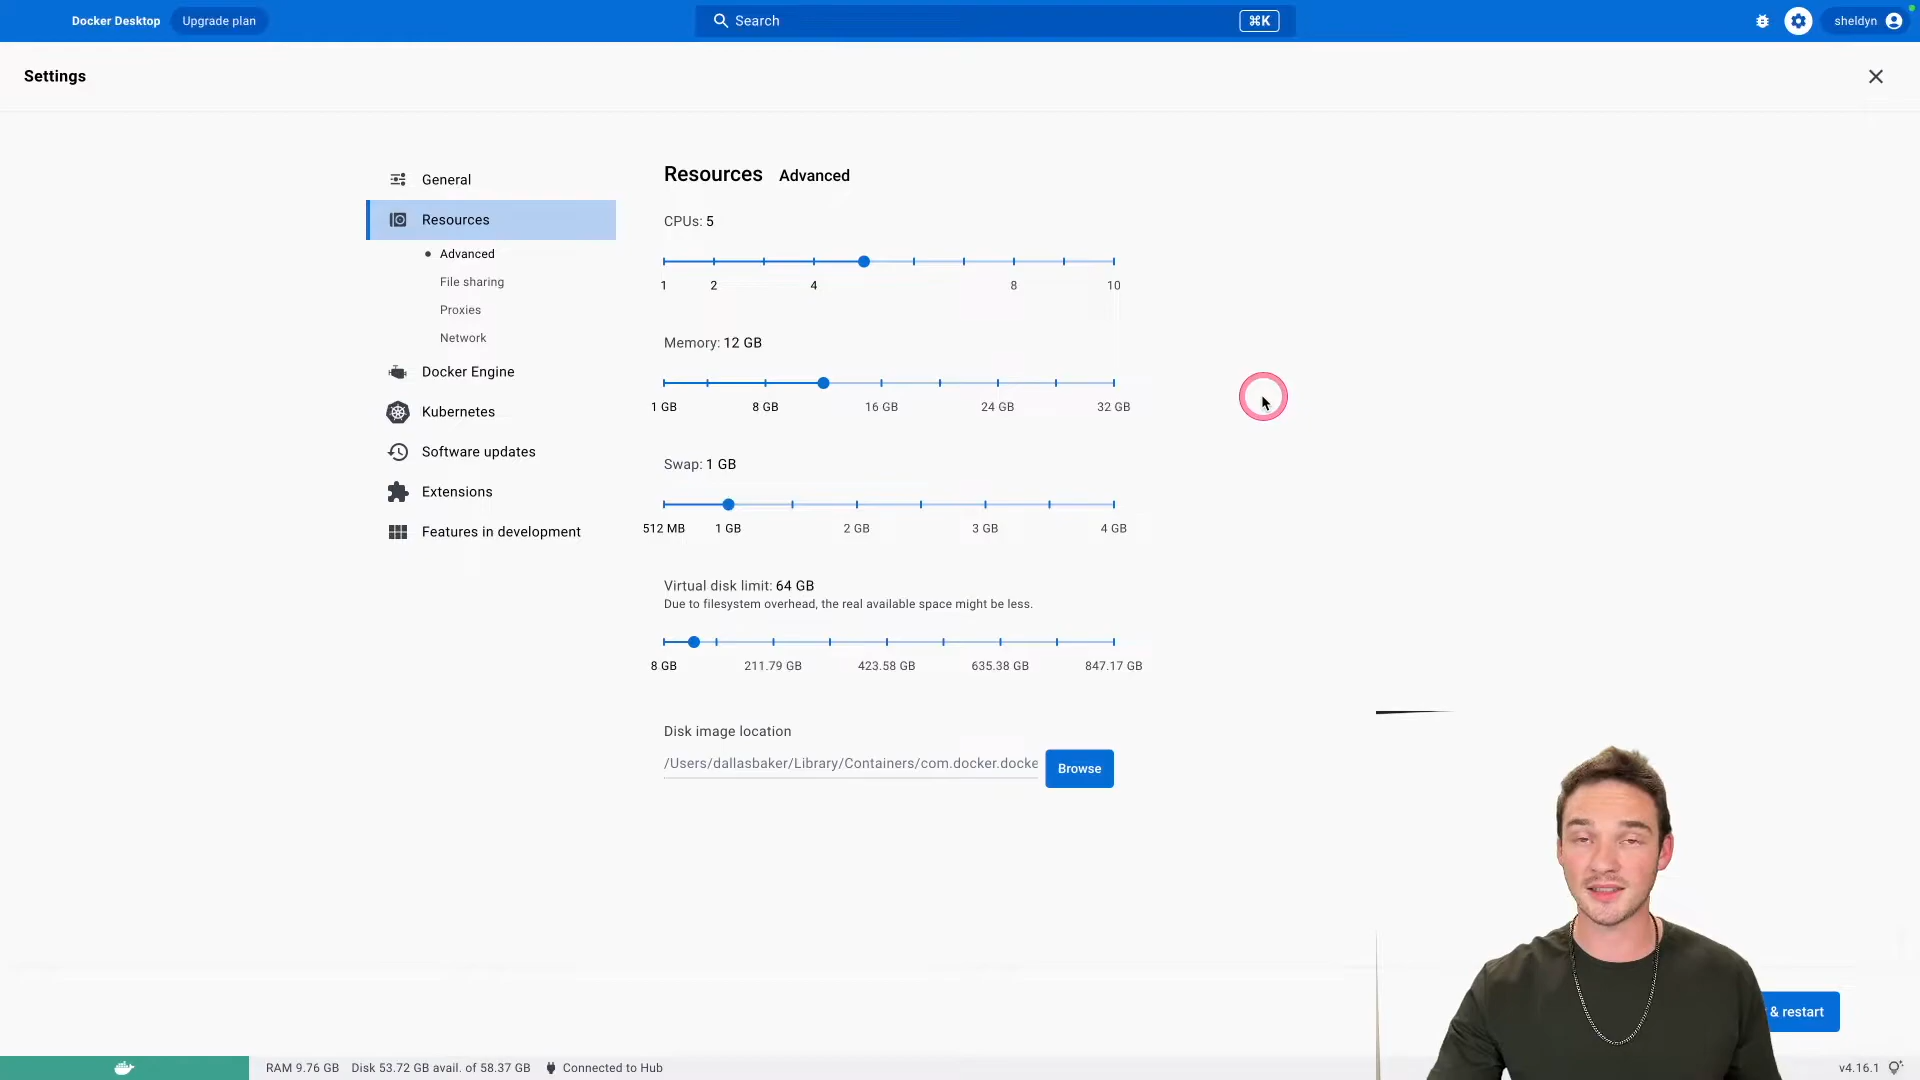 Docker Desktop
Upgrade plan
Search
⌘K
sheldyn
Settings
General
Resources
Advanced
File sharing
Proxies
Network
Docker Engine
Kubernetes
Software updates
Extensions
Features in development
Resources Advanced
CPUs: 5
1 2 4 8 10
Memory: 12 GB
1 GB 8 GB 16 GB 24 GB 32 GB
Swap: 1 GB
512 MB 1 GB 2 GB 3 GB 4 GB
Virtual disk limit: 64 GB
Due to filesystem overhead, the real available space might be less.
8 GB 211.79 GB 423.58 GB 635.38 GB 847.17 GB
Disk image location
/Users/dallasbaker/Library/Containers/com.docker.docke
Browse
& restart
RAM 9.76 GB Disk 53.72 GB avail. of 58.37 GB Connected to Hub
v4.16.1